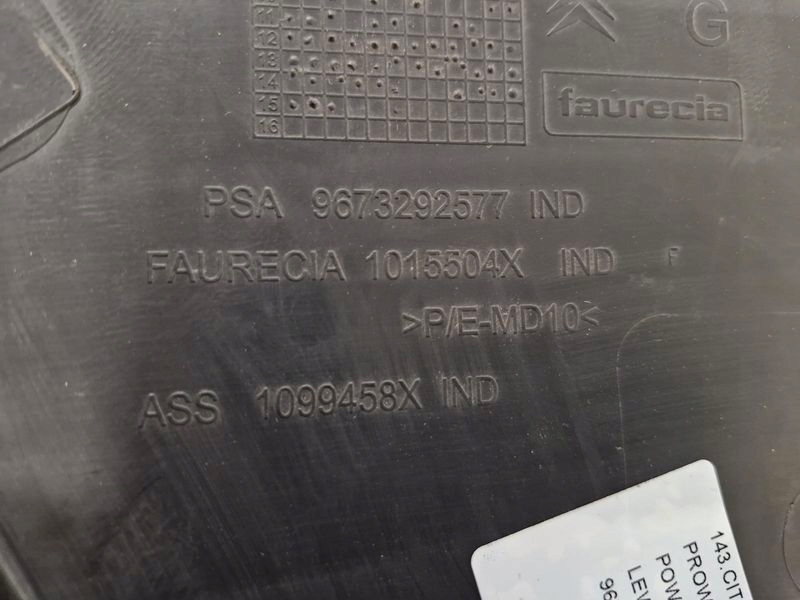 11
12
13
14
15
16
G
faurecia
PSA 9673292577 IND
FAURECIA 1015504X IND F
>P/E-MD10<
ASS 1099458X IND
143.CIT
PROW
POW
LEV
96